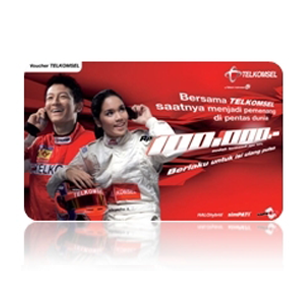 Voucher TELKOMSEL
TELKOMSEL
Bersama TELKOMSEL
saatnya menjadi pemenang
di pentas dunia
Rp 100.000.-
Berlaku untuk isi ulang pulsa
simPATI